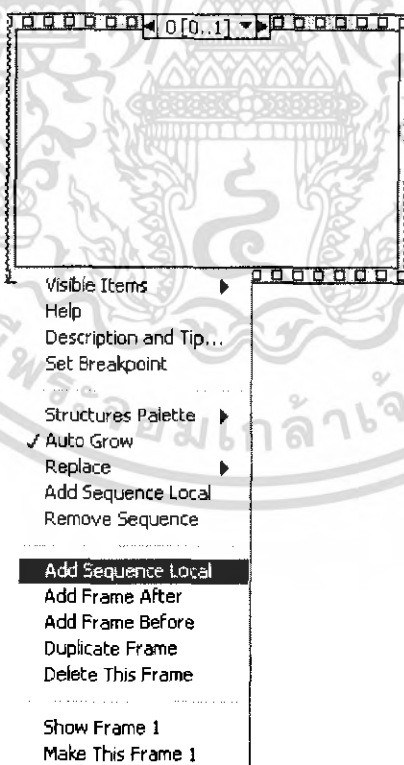 0 [0..1]
Visible Items
Help
Description and Tip...
Set Breakpoint
Structures Palette
✓ Auto Grow
Replace
Add Sequence Local
Remove Sequence
Add Sequence Local
Add Frame After
Add Frame Before
Duplicate Frame
Delete This Frame
Show Frame 1
Make This Frame 1